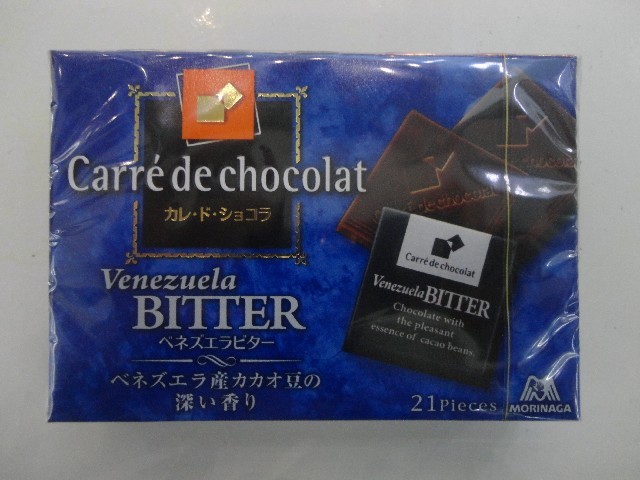 Carré de chocolat
カレ・ド・ショコラ
Venezuela
BITTER
ベネズエラビター
ベネズエラ産カカオ豆の
深い香り
Carré de chocolat
Venezuela BITTER
Chocolate with
the pleasant
essence of cacao beans.
21 Pieces
MORINAGA